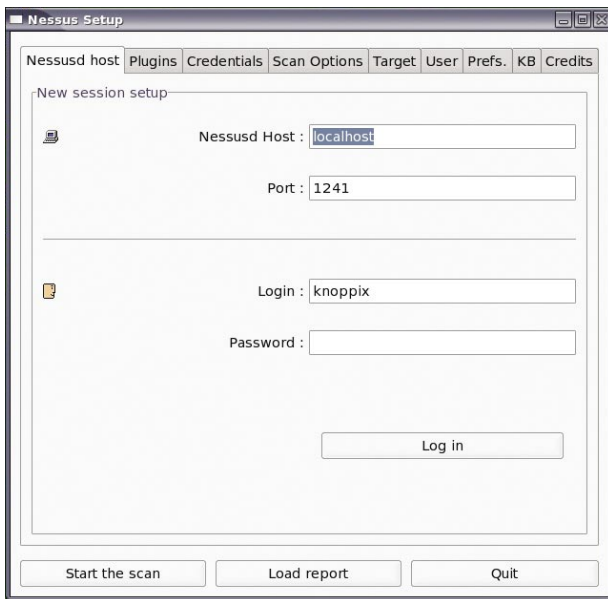 Nessus Setup
Nessusd host Plugins Credentials Scan Options Target User Prefs. KB Credits
New session setup
Nessusd Host : localhost
Port : 1241
Login : knoppix
Password :
Log in
Start the scan Load report Quit